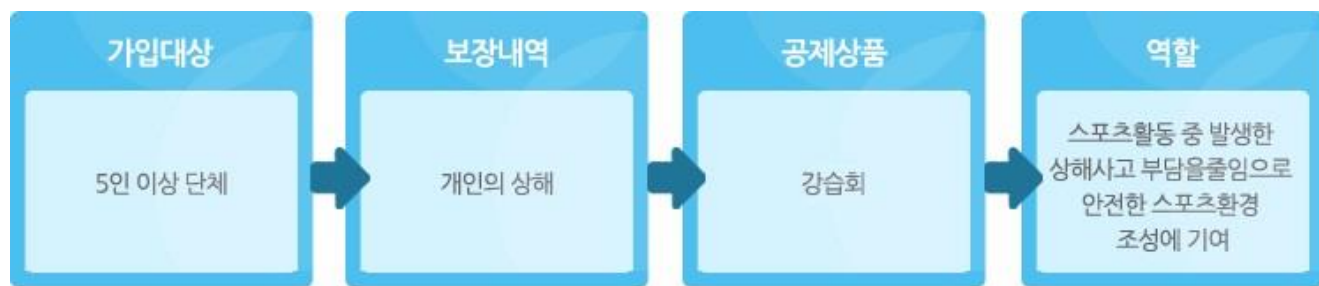 가입대상
5인 이상 단체
보장내역
개인의 상해
공제상품
강습회
역할
스포츠활동 중 발생한
상해사고 부담을줄임으로
안전한 스포츠환경
조성에 기여